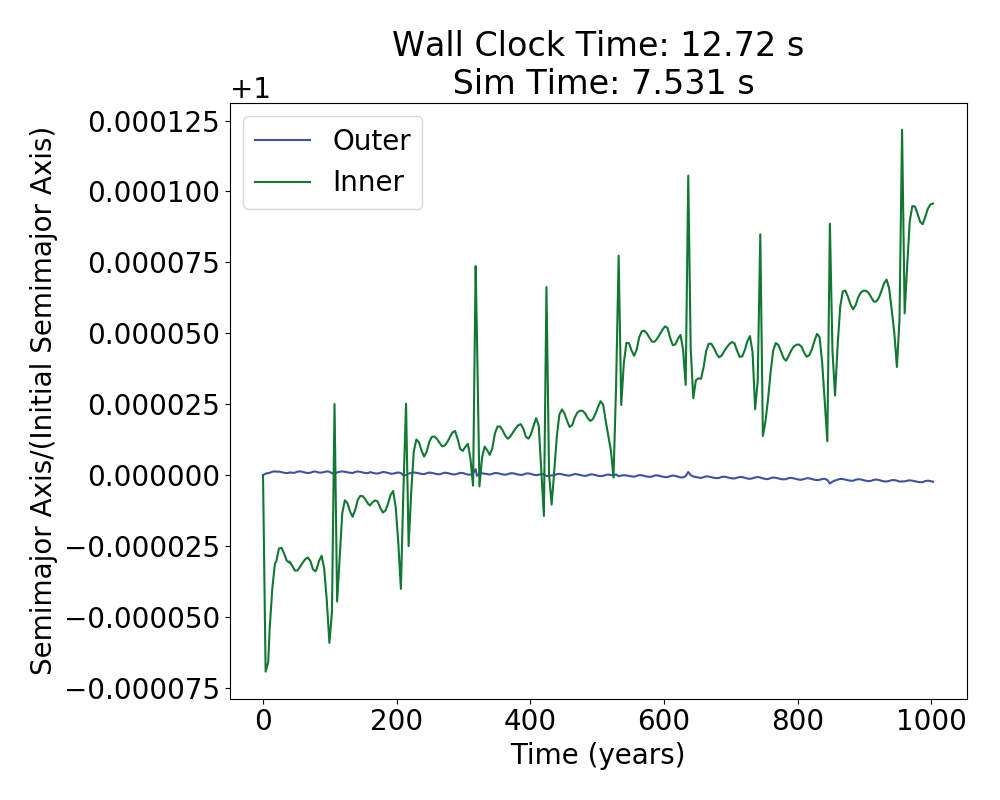 Wall Clock Time: 12.72 s
Sim Time: 7.531 s
+1
Outer
Inner
0.000125
0.000100
0.000075
0.000050
0.000025
0.000000
−0.000025
−0.000050
−0.000075
Semimajor Axis/(Initial Semimajor Axis)
0 200 400 600 800 1000
Time (years)